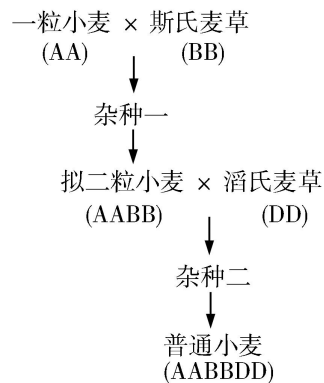 一粒小麦 × 斯氏麦草
(AA) (BB)
杂种一
拟二粒小麦 × 滔氏麦草
(AABB) (DD)
杂种二
普通小麦
(AABBDD)